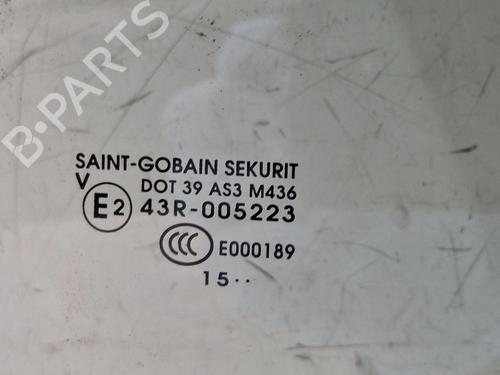 B-PARTS
SAINT-GOBAIN SEKURIT
V
DOT 39 AS3 M436
E2 43R-005223
CCC E000189
15··